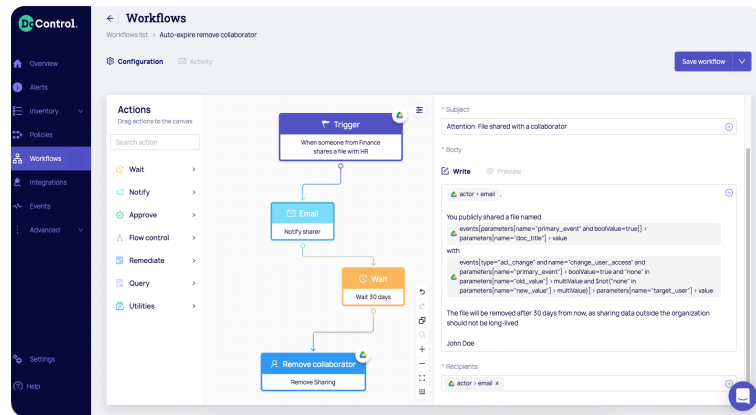 DoControl.
← Workflows
Workflows list > Auto-expire remove collaborator
Configuration
Activity
Save workflow
Overview
Alerts
Inventory
Policies
Workflows
Integrations
Events
Advanced
Settings
Help
Actions
Drag actions to the canvas
Search action
Wait
Notify
Approve
Flow control
Remediate
Query
Utilities
Trigger
When someone from Finance
shares a file with HR
Email
Notify sharer
Wait
Wait 30 days
Remove collaborator
Remove Sharing
* Subject
Attention: File shared with a collaborator
* Body
Write
Preview
actor > email ,
You publicly shared a file named
events[parameters[name="primary_event" and boolValue=true]] >
parameters[name="doc_title"] > value
with
events[type="acl_change" and name="change_user_access" and
parameters[name="primary_event"] > boolValue=true and "none" in
parameters[name="old_value"] > multiValue and $not("none" in
parameters[name="new_value"] > multiValue)] > parameters[name="target_user"] > value
The file will be removed after 30 days from now, as sharing data outside the organization
should not be long-lived
John Doe
* Recipients
actor > email x